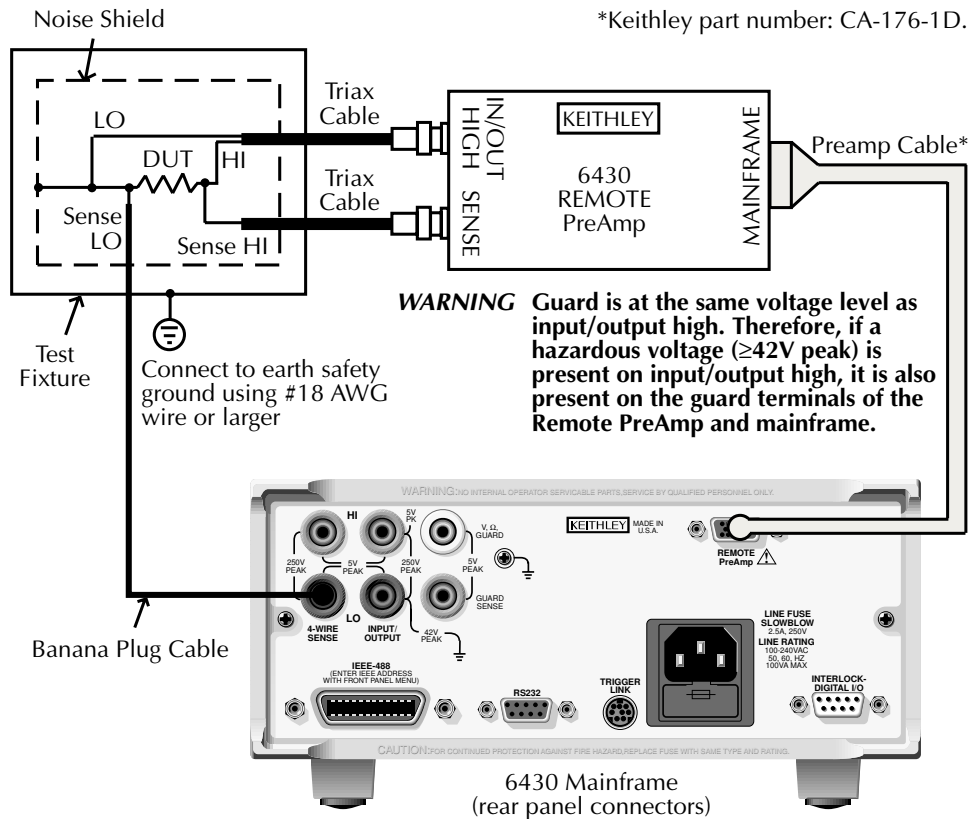 Noise Shield
*Keithley part number: CA-176-1D.
LO
DUT
HI
Sense
LO
Sense HI
Triax
Cable
Triax
Cable
IN/OUT
HIGH
SENSE
KEITHLEY
6430
REMOTE
PreAmp
MAINFRAME
Preamp Cable*
Test
Fixture
Connect to earth safety
ground using #18 AWG
wire or larger
WARNING Guard is at the same voltage level as
input/output high. Therefore, if a
hazardous voltage (≥42V peak) is
present on input/output high, it is also
present on the guard terminals of the
Remote PreAmp and mainframe.
WARNING:NO INTERNAL OPERATOR SERVICABLE PARTS,SERVICE BY QUALIFIED PERSONNEL ONLY.
HI
5V
PK
V, Ω,
GUARD
250V
PEAK
5V
PEAK
250V
PEAK
5V
PEAK
GUARD
SENSE
LO
4-WIRE
SENSE
INPUT/
OUTPUT
42V
PEAK
KEITHLEY
MADE IN
U.S.A.
REMOTE
PreAmp
LINE FUSE
SLOWBLOW
2.5A, 250V
LINE RATING
100-240VAC
50, 60, HZ
100VA MAX
Banana Plug Cable
IEEE-488
(ENTER IEEE ADDRESS
WITH FRONT PANEL MENU)
RS232
TRIGGER
LINK
INTERLOCK-
DIGITAL I/O
CAUTION:FOR CONTINUED PROTECTION AGAINST FIRE HAZARD,REPLACE FUSE WITH SAME TYPE AND RATING.
6430 Mainframe
(rear panel connectors)